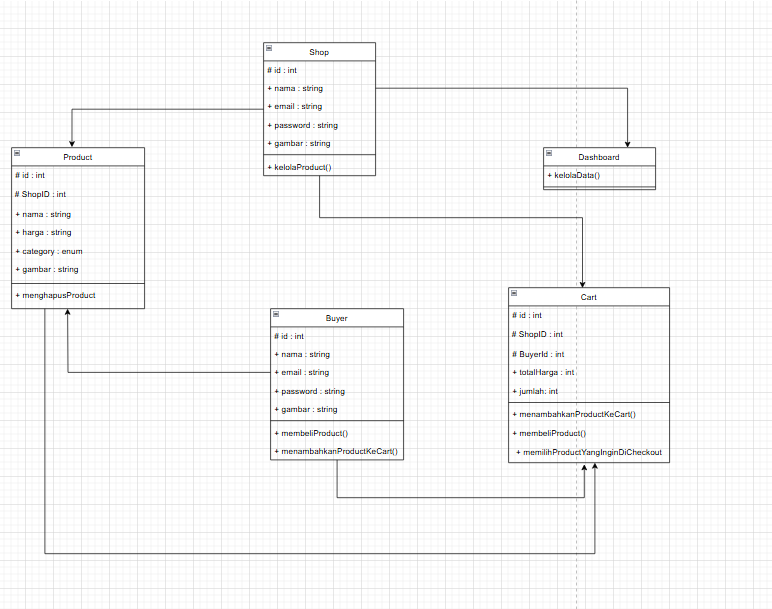 Shop
# id : int
+ nama : string
+ email : string
+ password : string
+ gambar : string
+ kelolaProduct()
Product
# id : int
# ShopID : int
+ nama : string
+ harga : string
+ category : enum
+ gambar : string
+ menghapusProduct
Dashboard
+ kelolaData()
Buyer
# id : int
+ nama : string
+ email : string
+ password : string
+ gambar : string
+ membeliProduct()
+ menambahkanProductKeCart()
Cart
# id : int
# ShopID : int
# BuyerId : int
+ totalHarga : int
+ jumlah: int
+ menambahkanProductKeCart()
+ membeliProduct()
+ memilihProductYangInginDiCheckout